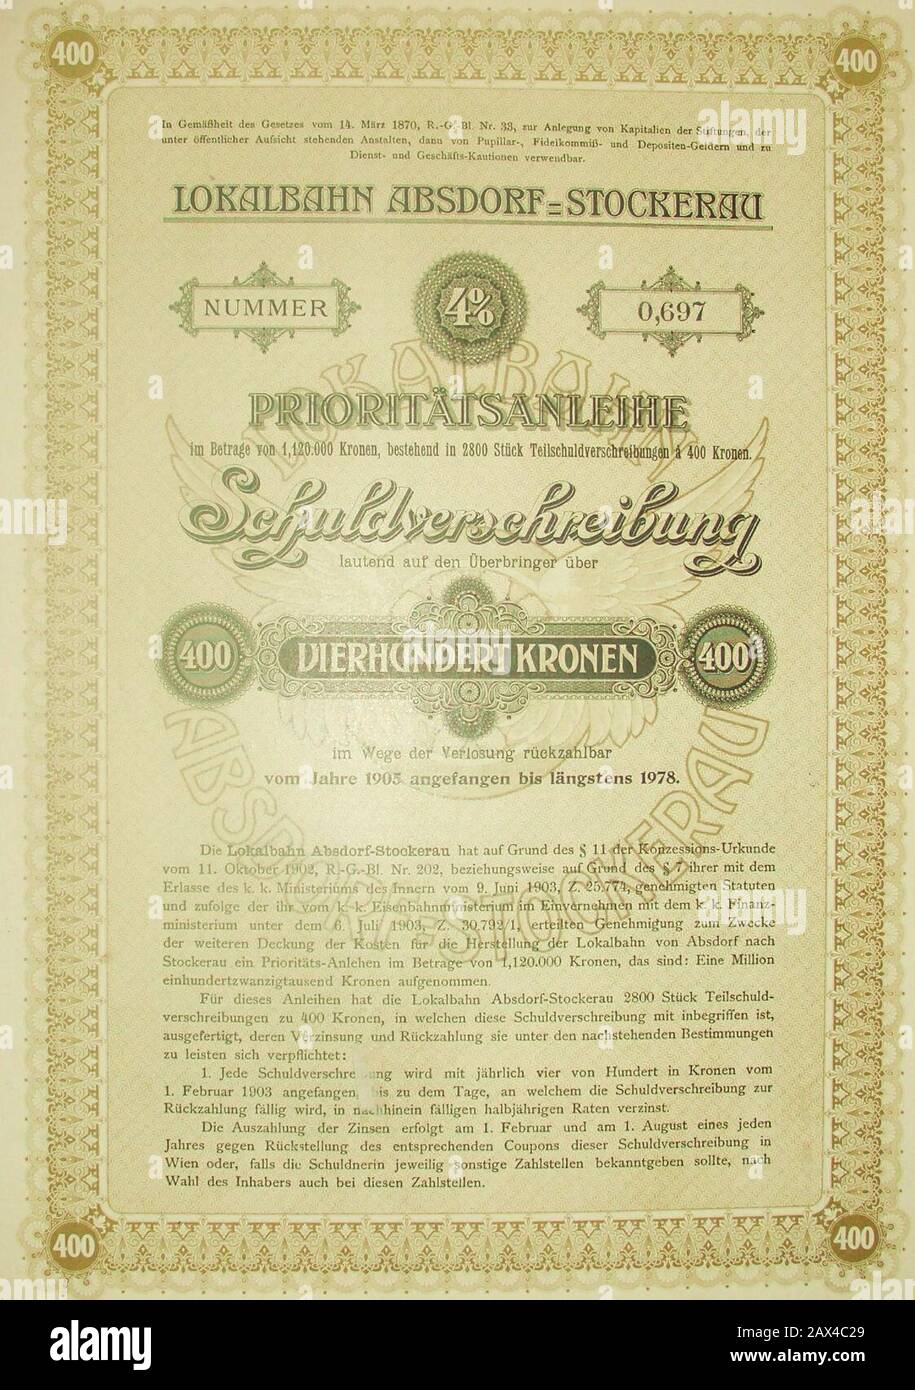 400 400
In Gemäßheit des Gesetzes vom 14. März 1870, R.-G.-Bl. Nr. 33, zur Anlegung von Kapitalien der Stiftungen, der
unter öffentlicher Aufsicht stehenden Anstalten, dann von Pupillar-, Fideikommiß- und Depositen-Geldern und zu
Dienst- und Geschäfts-Kautionen verwendbar.
LOKALBAHN ABSDORF=STOCKERAU
NUMMER 4% 0,697
LOKALBAHN
PRIORITÄTSANLEIHE
im Betrage von 1,120.000 Kronen, bestehend in 2800 Stück Teilschuldverschreibungen à 400 Kronen.
Schuldverschreibung
lautend auf den Überbringer über
400 VIERHUNDERT KRONEN 400
im Wege der Verlosung rückzahlbar
vom Jahre 1905 angefangen bis längstens 1978.
ABSDORF-STOCKERAU
Die Lokalbahn Absdorf-Stockerau hat auf Grund des § 11 der Konzessions-Urkunde
vom 11. Oktober 1902, R.-G.-Bl. Nr. 202, beziehungsweise auf Grund des § 7 ihrer mit dem
Erlasse des k. k. Ministeriums des Innern vom 9. Juni 1903, Z. 25.774, genehmigten Statuten
und zufolge der ihr vom k. k. Eisenbahnministerium im Einvernehmen mit dem k. k. Finanz-
ministerium unter dem 6. Juli 1903, Z. 30.792/1, erteilten Genehmigung zum Zwecke
der weiteren Deckung der Kosten für die Herstellung der Lokalbahn von Absdorf nach
Stockerau ein Prioritäts-Anlehen im Betrage von 1,120.000 Kronen, das sind: Eine Million
einhundertzwanzigtausend Kronen aufgenommen.
Für dieses Anleihen hat die Lokalbahn Absdorf-Stockerau 2800 Stück Teilschuld-
verschreibungen zu 400 Kronen, in welchen diese Schuldverschreibung mit inbegriffen ist,
ausgefertigt, deren Verzinsung und Rückzahlung sie unter den nachstehenden Bestimmungen
zu leisten sich verpflichtet:
1. Jede Schuldverschreibung wird mit jährlich vier von Hundert in Kronen vom
1. Februar 1903 angefangen bis zu dem Tage, an welchem die Schuldverschreibung zur
Rückzahlung fällig wird, in nachhinein fälligen halbjährigen Raten verzinst.
Die Auszahlung der Zinsen erfolgt am 1. Februar und am 1. August eines jeden
Jahres gegen Rückstellung des entsprechenden Coupons dieser Schuldverschreibung in
Wien oder, falls die Schuldnerin jeweilig sonstige Zahlstellen bekanntgeben sollte, nach
Wahl des Inhabers auch bei diesen Zahlstellen.
400 400
alamy
Image ID: 2AX4C29
www.alamy.com